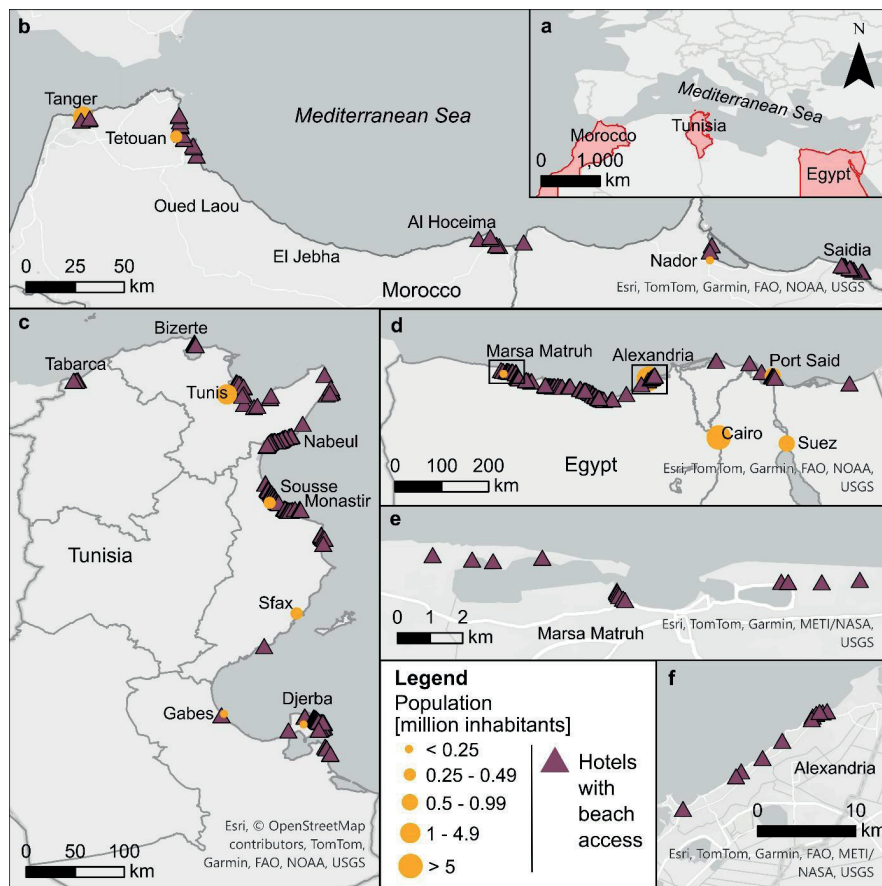 b
Tanger
Tetouan
Mediterranean Sea
Oued Laou
El Jebha
Al Hoceima
Morocco
Nador
Saidia
0 25 50
km
Esri, TomTom, Garmin, FAO, NOAA, USGS
a
N
Mediterranean Sea
Morocco
Tunisia
Egypt
0 1,000
km
c
Bizerte
Tabarca
Tunis
Nabeul
Sousse
Monastir
Tunisia
Sfax
Gabes
Djerba
Esri, © OpenStreetMap
contributors, TomTom,
Garmin, FAO, NOAA, USGS
0 50 100
km
d
Marsa Matruh
Alexandria
Port Said
Cairo
Suez
Egypt
0 100 200
km
Esri, TomTom, Garmin, FAO, NOAA,
USGS
e
0 1 2
km
Marsa Matruh
Esri, TomTom, Garmin, METI/NASA,
USGS
Legend
Population
[million inhabitants]
< 0.25
0.25 - 0.49
0.5 - 0.99
1 - 4.9
> 5
Hotels
with
beach
access
f
Alexandria
0 10
km
Esri, TomTom, Garmin, FAO, METI/
NASA, USGS